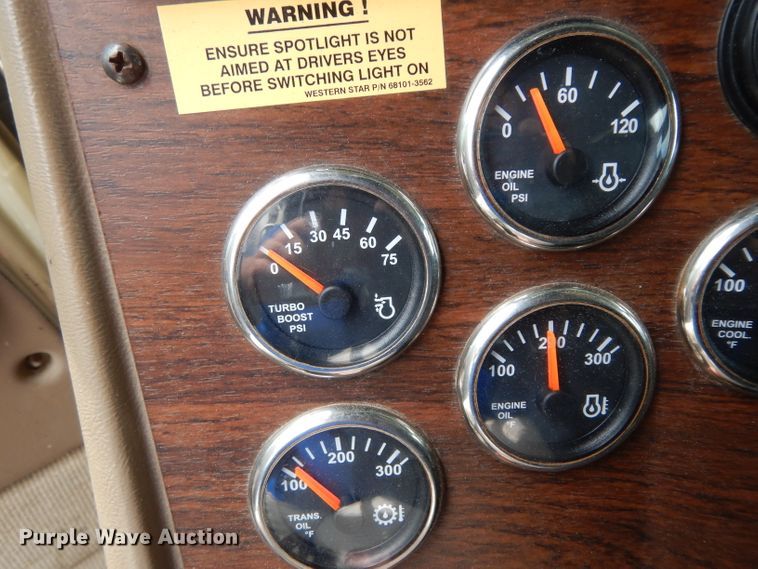 WARNING !
ENSURE SPOTLIGHT IS NOT
AIMED AT DRIVERS EYES
BEFORE SWITCHING LIGHT ON
WESTERN STAR P/N 68101-3562
0 60 120
ENGINE
OIL
PSI
0 15 30 45 60 75
TURBO
BOOST
PSI
100 200 300
ENGINE
OIL
°F
100
ENGINE
COOL.
°F
100 200 300
TRANS.
OIL
°F
Purple Wave Auction